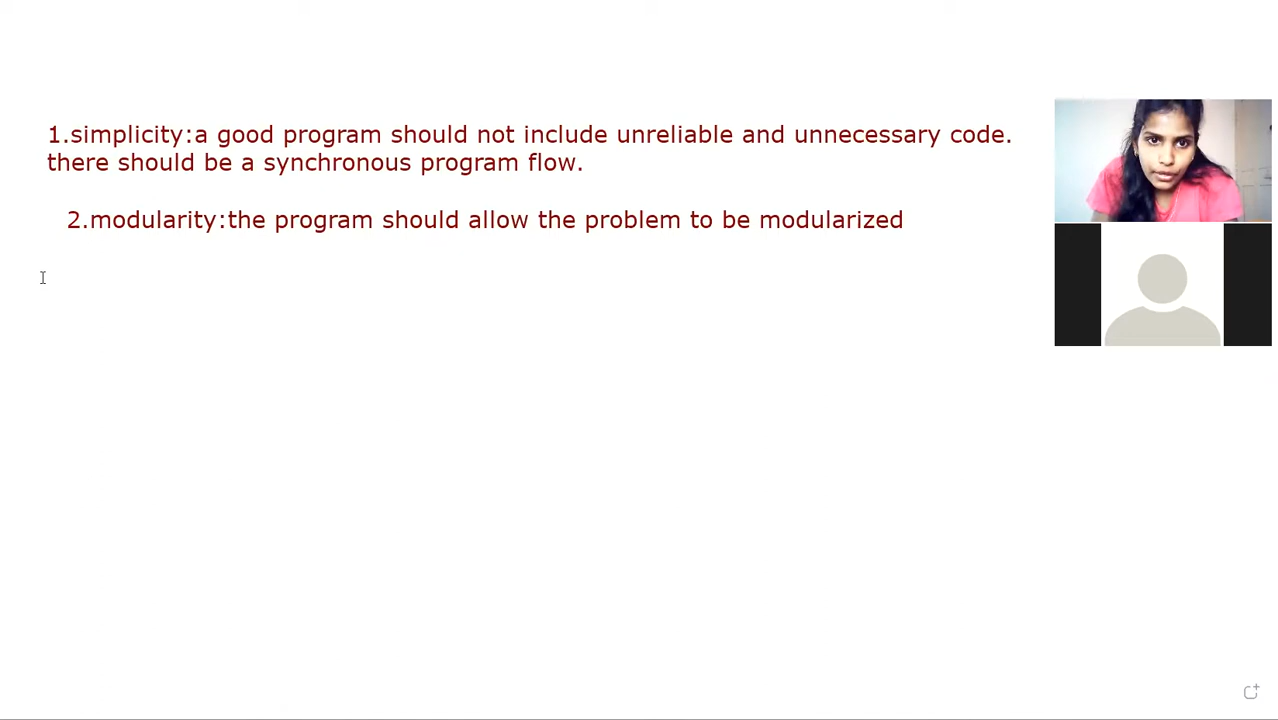 1.simplicity:a good program should not include unreliable and unnecessary code.
there should be a synchronous program flow.
2.modularity:the program should allow the problem to be modularized